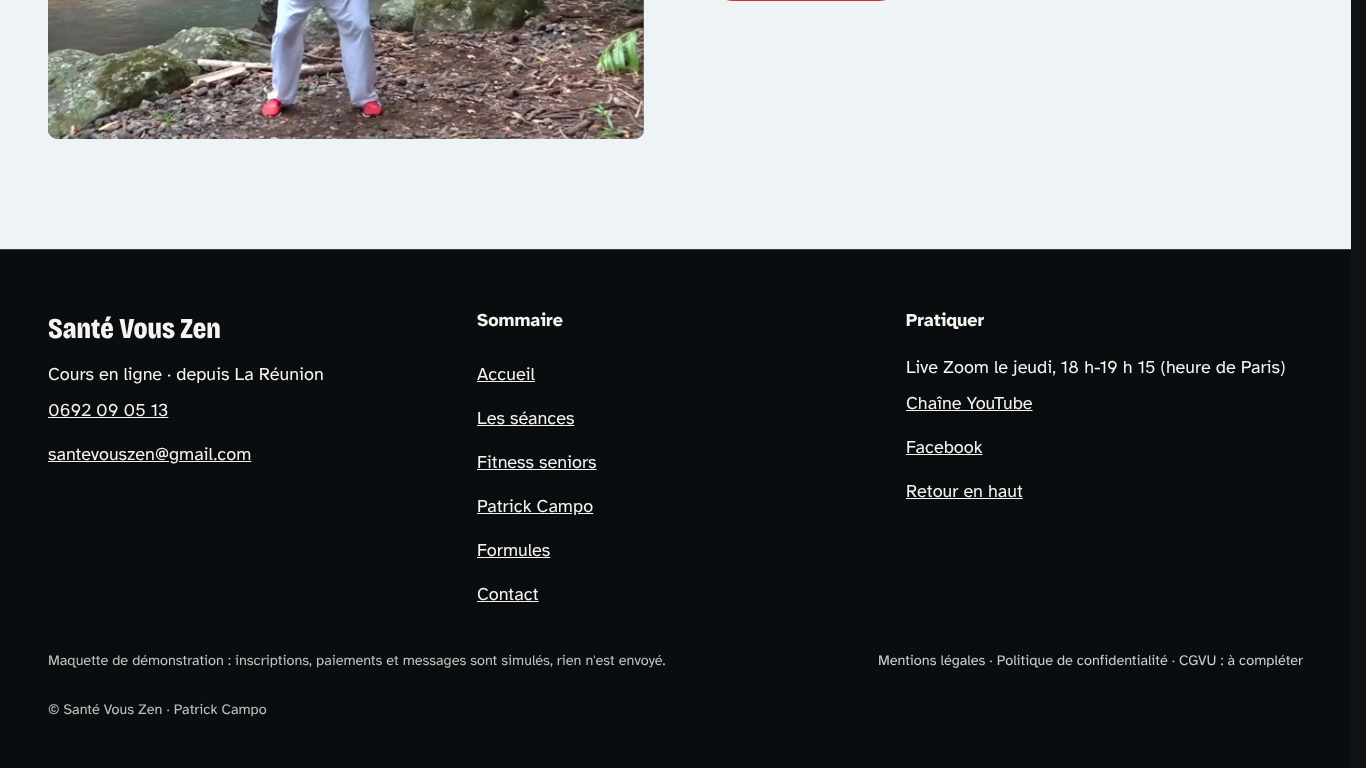 Santé Vous Zen
Cours en ligne · depuis La Réunion
0692 09 05 13
santevouszen@gmail.com
Sommaire
Accueil
Les séances
Fitness seniors
Patrick Campo
Formules
Contact
Pratiquer
Live Zoom le jeudi, 18 h-19 h 15 (heure de Paris)
Chaîne YouTube
Facebook
Retour en haut
Maquette de démonstration : inscriptions, paiements et messages sont simulés, rien n'est envoyé.
Mentions légales · Politique de confidentialité · CGVU : à compléter
© Santé Vous Zen · Patrick Campo